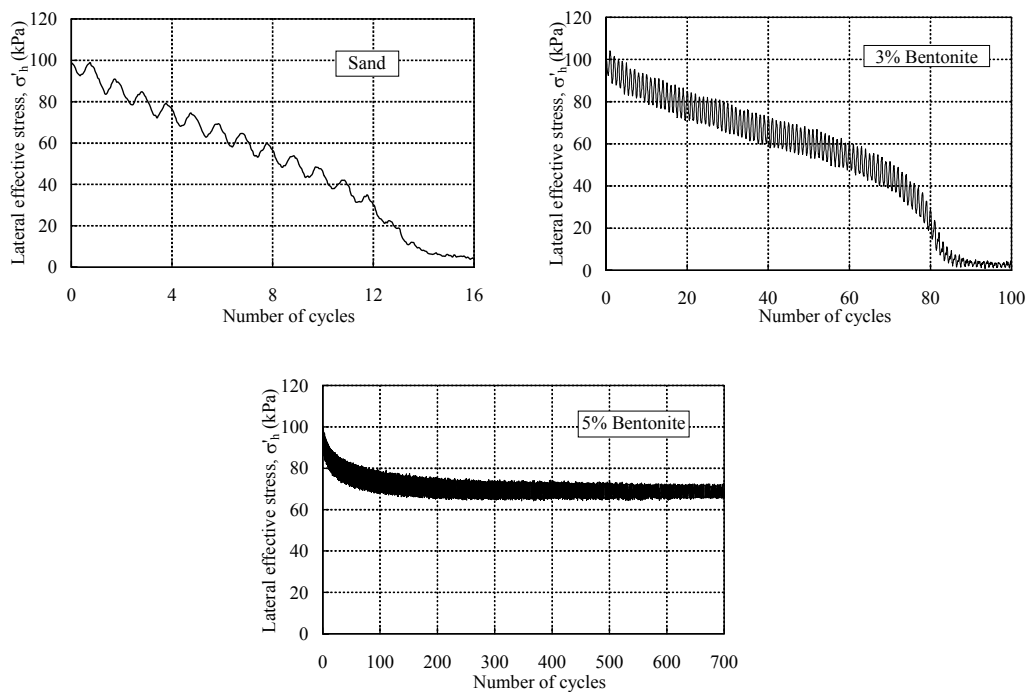 Lateral effective stress, σ'h (kPa)
120
100
80
60
40
20
0
Sand
0 4 8 12 16
Number of cycles
Lateral effective stress, σ'h (kPa)
120
100
80
60
40
20
0
3% Bentonite
0 20 40 60 80 100
Number of cycles
Lateral effective stress, σ'h (kPa)
120
100
80
60
40
20
0
5% Bentonite
0 100 200 300 400 500 600 700
Number of cycles